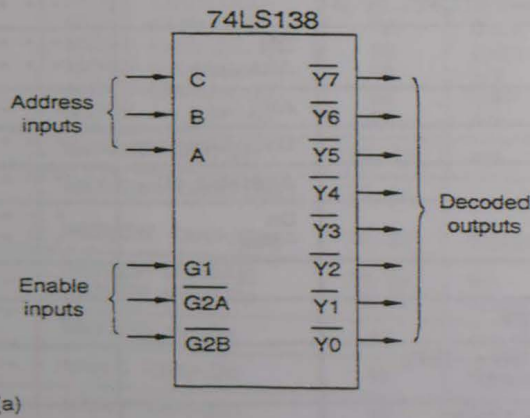 74LS138
Address
inputs
C
B
A
Enable
inputs
G1
G2A
G2B
Y7
Y6
Y5
Y4
Y3
Y2
Y1
Y0
Decoded
outputs
a)